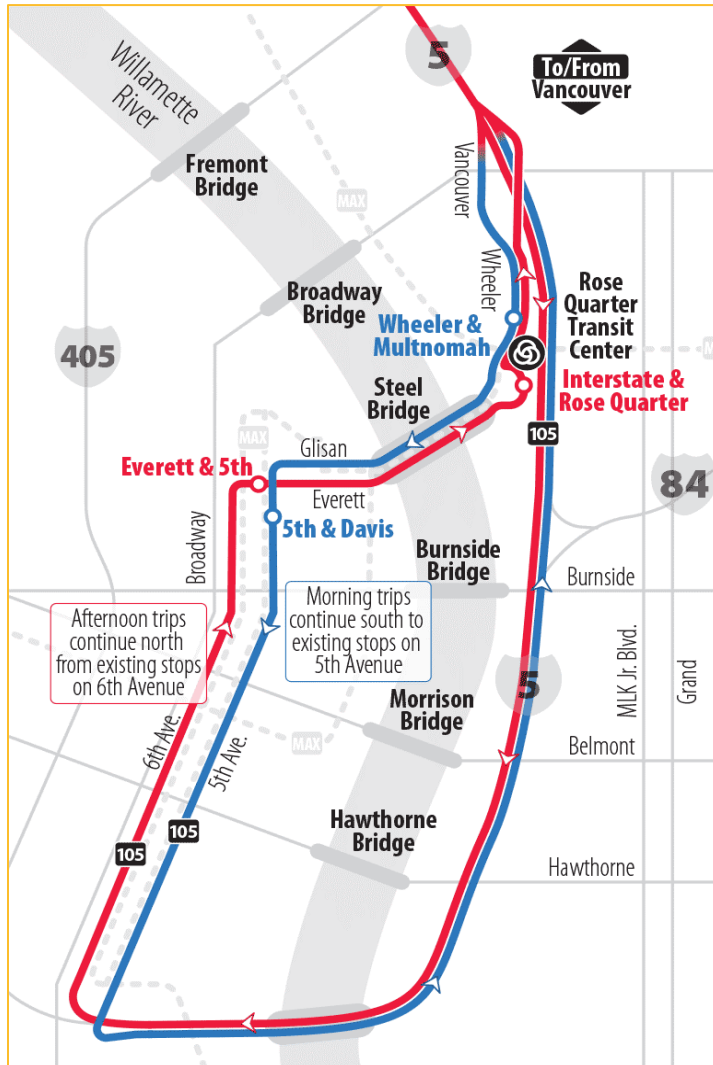 5
To/From
Vancouver
Willamette
River
Fremont
Bridge
Vancouver
MAX
Wheeler
Broadway
Bridge
Rose
Quarter
Transit
Center
405
Wheeler &
Multnomah
M
Steel
Bridge
Interstate &
Rose Quarter
105
MAX
Glisan
Everett & 5th
Everett
84
5th & Davis
Broadway
Burnside
Bridge
Burnside
Afternoon trips
continue north
from existing stops
on 6th Avenue
Morning trips
continue south to
existing stops on
5th Avenue
5
MLK Jr. Blvd.
Grand
Morrison
Bridge
6th Ave.
5th Ave.
MAX
Belmont
Hawthorne
Bridge
105
105
Hawthorne